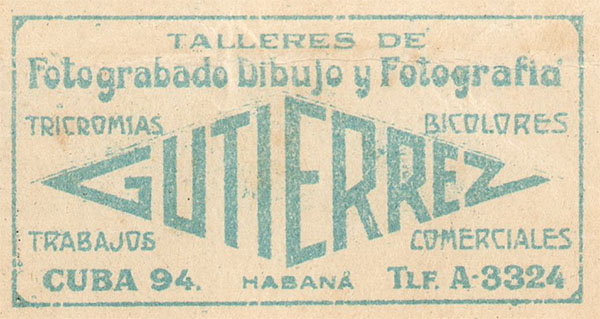 TALLERES DE
Fotograbado Dibujo y Fotografia
TRICROMIAS BICOLORES
GUTIERREZ
TRABAJOS COMERCIALES
CUBA 94. HABANA TLF. A-3324